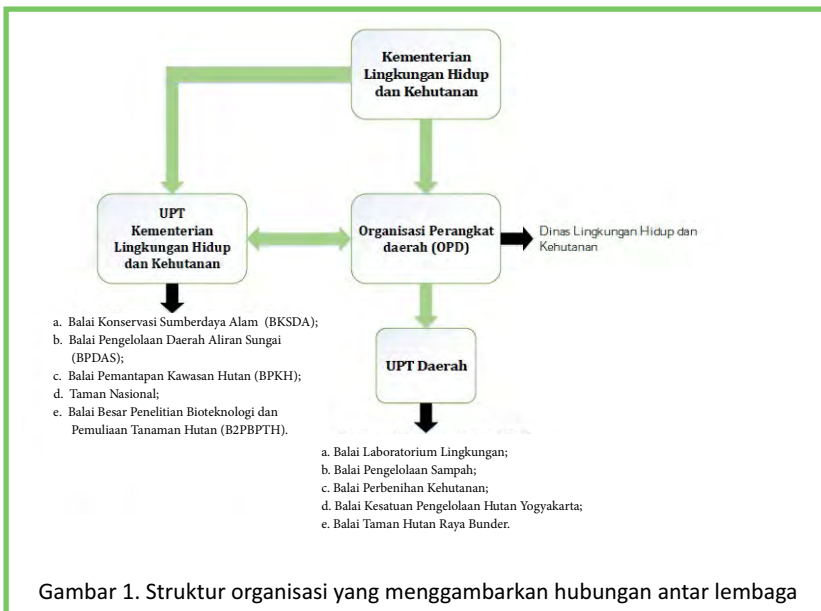 Kementerian
Lingkungan Hidup
dan Kehutanan
UPT
Kementerian
Lingkungan Hidup
dan Kehutanan
Organisasi Perangkat
daerah (OPD)
Dinas Lingkungan Hidup dan
Kehutanan
a. Balai Konservasi Sumberdaya Alam (BKSDA);
b. Balai Pengelolaan Daerah Aliran Sungai
(BPDAS);
c. Balai Pemantapan Kawasan Hutan (BPKH);
d. Taman Nasional;
e. Balai Besar Penelitian Bioteknologi dan
Pemuliaan Tanaman Hutan (B2PBPTH).
UPT Daerah
a. Balai Laboratorium Lingkungan;
b. Balai Pengelolaan Sampah;
c. Balai Perbenihan Kehutanan;
d. Balai Kesatuan Pengelolaan Hutan Yogyakarta;
e. Balai Taman Hutan Raya Bunder.
Gambar 1. Struktur organisasi yang menggambarkan hubungan antar lembaga